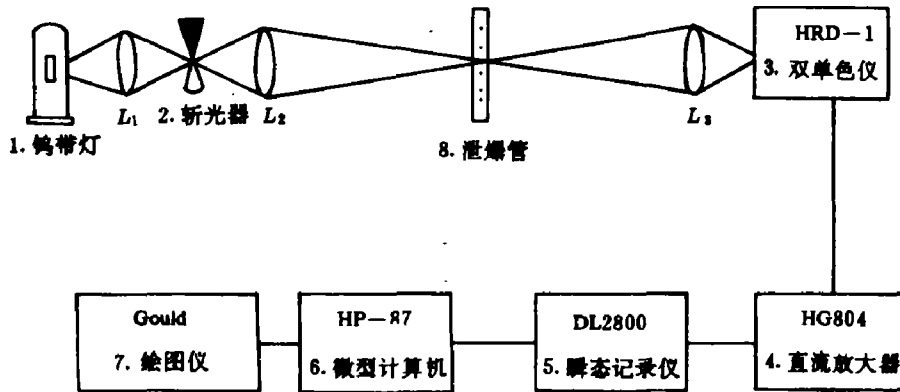 HRD-1
3. 双单色仪
L₁
2. 斩光器
L₂
L₃
1. 钨带灯
8. 泄爆管
Gould
7. 绘图仪
HP-87
6. 微型计算机
DL2800
5. 瞬态记录仪
HG804
4. 直流放大器